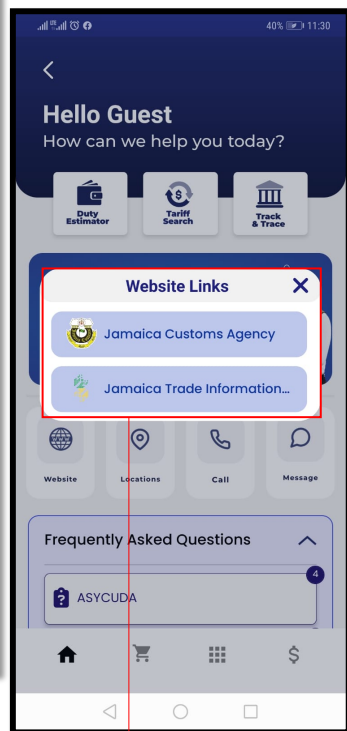 40% 11:30
Hello Guest
How can we help you today?
Duty
Estimator
Tariff
Search
Track
& Trace
Website Links
Jamaica Customs Agency
Jamaica Trade Information...
Website
Locations
Call
Message
Frequently Asked Questions
4
ASYCUDA